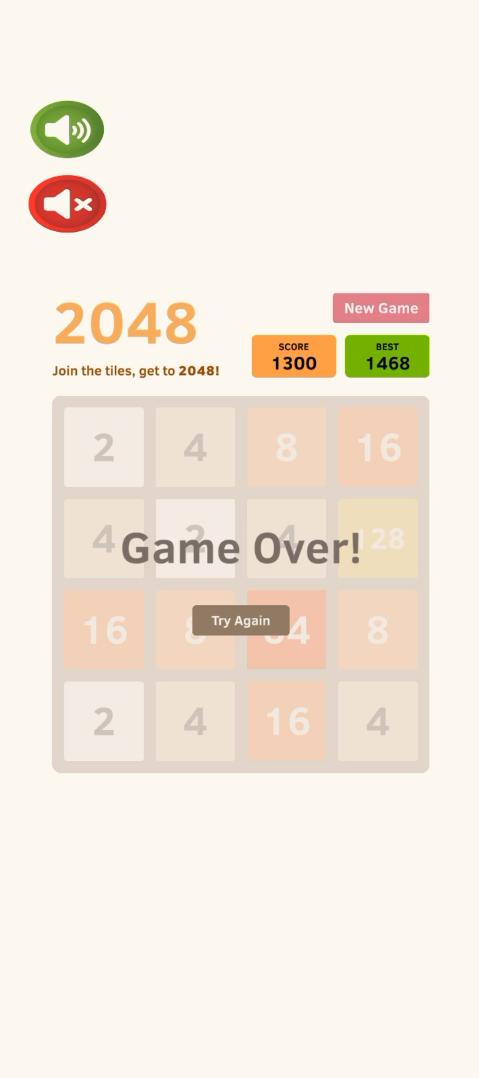 2048
New Game
SCORE
1300
BEST
1468
Join the tiles, get to 2048!
2 4 8 16
4 2 4 128
Game Over!
16 8 64 8
Try Again
2 4 16 4